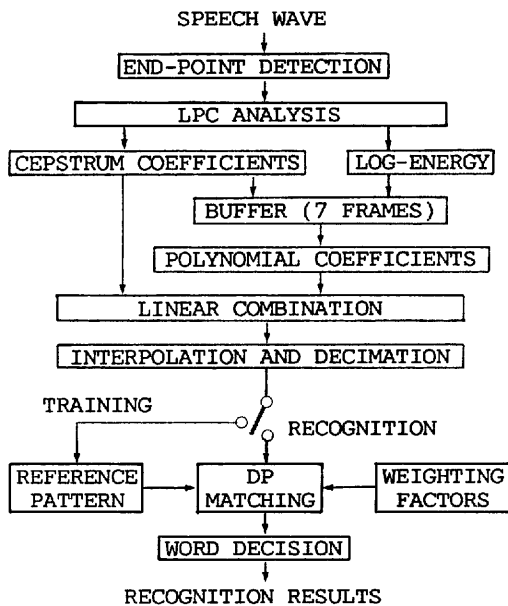 SPEECH WAVE
END-POINT DETECTION
LPC ANALYSIS
CEPSTRUM COEFFICIENTS
LOG-ENERGY
BUFFER (7 FRAMES)
POLYNOMIAL COEFFICIENTS
LINEAR COMBINATION
INTERPOLATION AND DECIMATION
TRAINING
RECOGNITION
REFERENCE
PATTERN
DP
MATCHING
WEIGHTING
FACTORS
WORD DECISION
RECOGNITION RESULTS